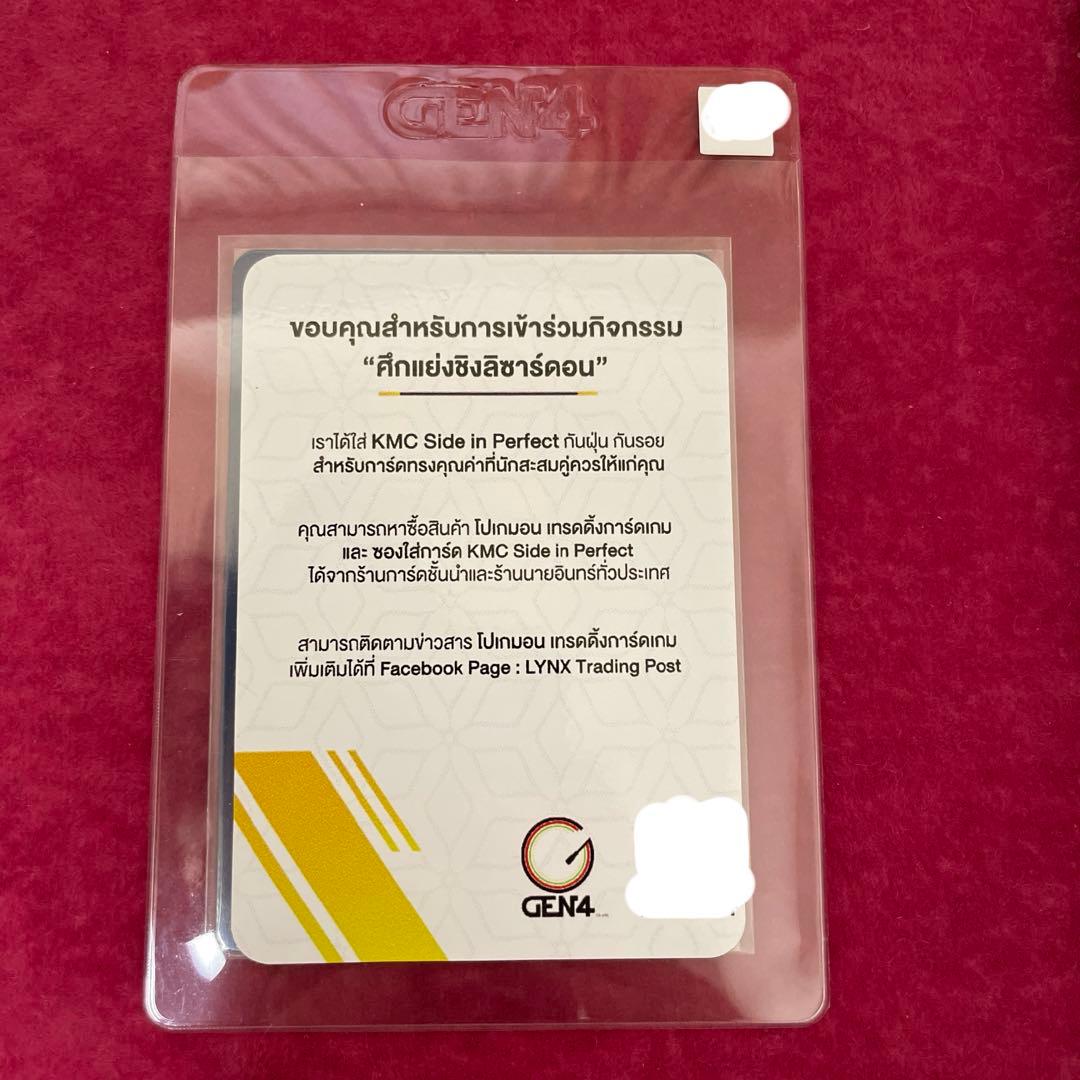 GEN4
ขอบคุณสำหรับการเข้าร่วมกิจกรรม
“ศึกแย่งชิงลิซาร์ดอน”
เราได้ใส่ KMC Side in Perfect กันฝุ่น กันรอย
สำหรับการ์ดทรงคุณค่าที่นักสะสมคู่ควรให้แก่คุณ
คุณสามารถหาซื้อสินค้า โปเกมอน เทรดดิ้งการ์ดเกม
และ ซองใส่การ์ด KMC Side in Perfect
ได้จากร้านการ์ดชั้นนำและร้านนายอินทร์ทั่วประเทศ
สามารถติดตามข่าวสาร โปเกมอน เทรดดิ้งการ์ดเกม
เพิ่มเติมได้ที่ Facebook Page : LYNX Trading Post
GEN4